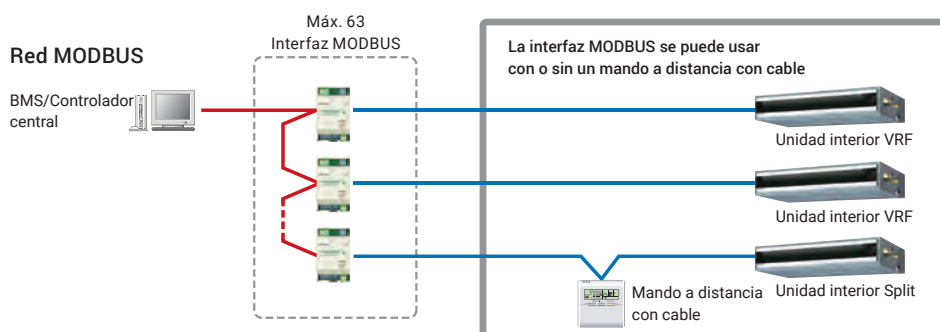 Máx. 63
Interfaz MODBUS
Red MODBUS
BMS/Controlador
central
La interfaz MODBUS se puede usar
con o sin un mando a distancia con cable
Unidad interior VRF
Unidad interior VRF
Mando a distancia
con cable
Unidad interior Split